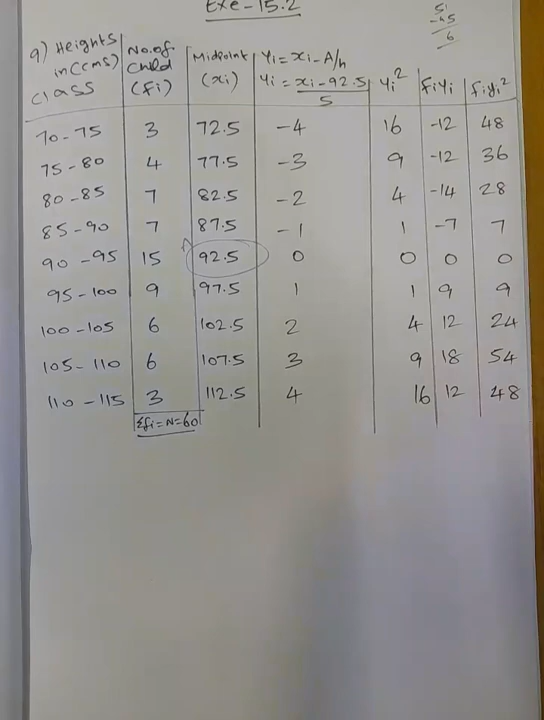 Exe-15.2
51
-45
6
9) Heights in (cms) class | No. of child (fi) | Midpoint (xi) | Yi = xi - A/h Yi = xi - 92.5/5 | Yi² | fiYi | fiyi²
70-75 3 72.5 -4 16 -12 48
75-80 4 77.5 -3 9 -12 36
80-85 7 82.5 -2 4 -14 28
85-90 7 87.5 -1 1 -7 7
90-95 15 92.5 0 0 0 0
95-100 9 97.5 1 1 9 9
100-105 6 102.5 2 4 12 24
105-110 6 107.5 3 9 18 54
110-115 3 112.5 4 16 12 48
Σfi=N=60